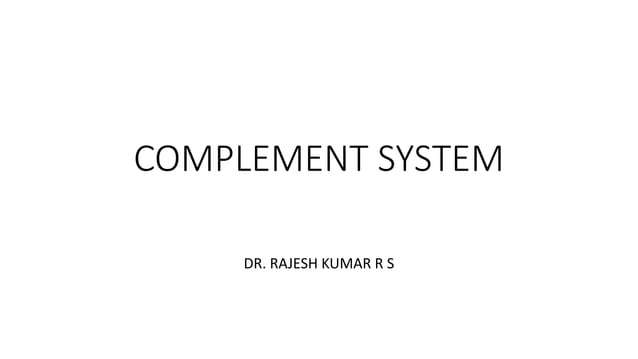 COMPLEMENT SYSTEM
DR. RAJESH KUMAR R S